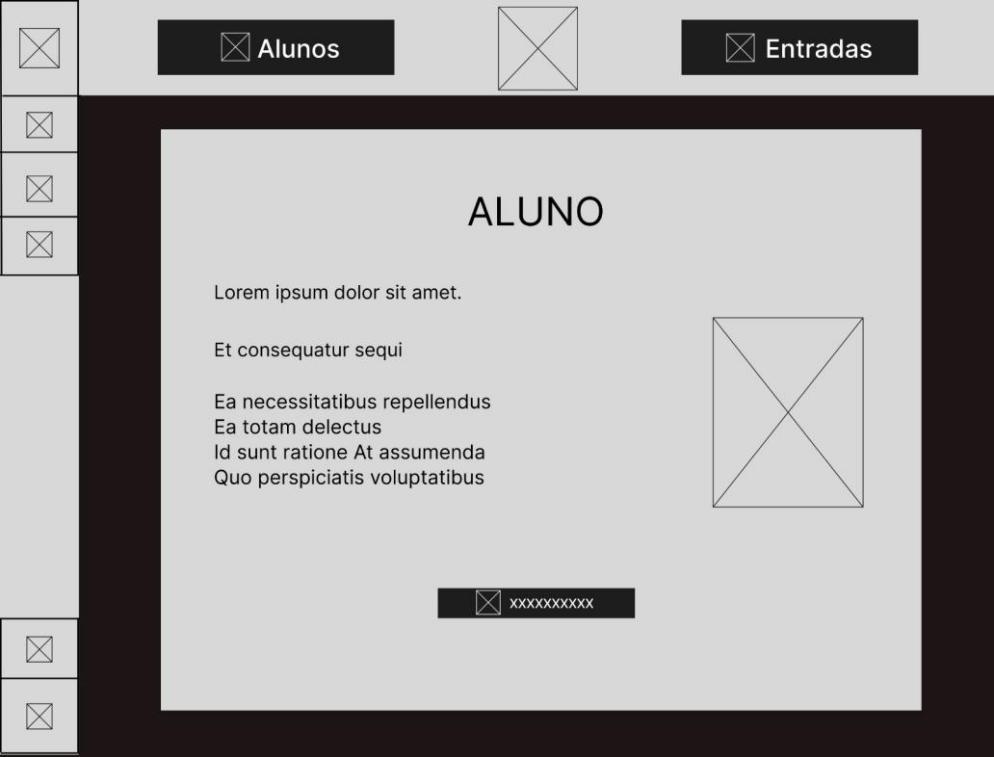 Alunos
Entradas
ALUNO
Lorem ipsum dolor sit amet.
Et consequatur sequi
Ea necessitatibus repellendus
Ea totam delectus
Id sunt ratione At assumenda
Quo perspiciatis voluptatibus
xxxxxxxxxx